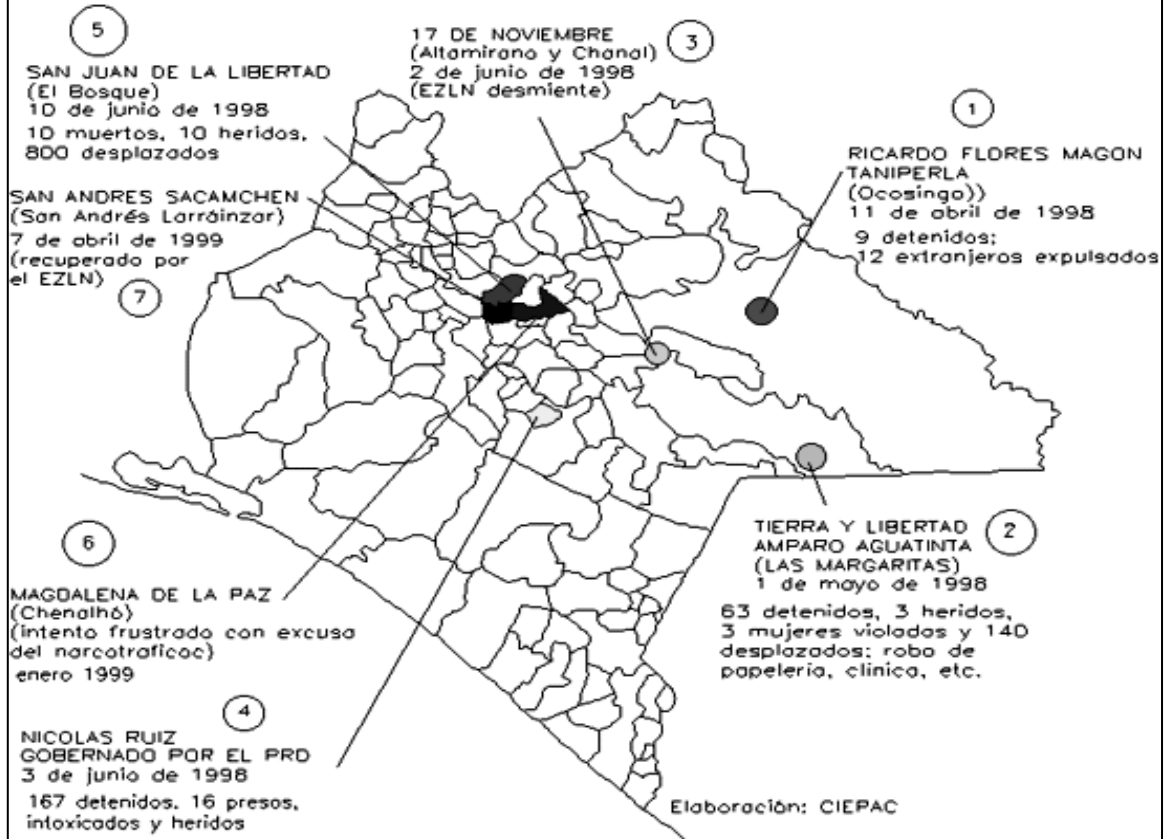 5
SAN JUAN DE LA LIBERTAD
(El Bosque)
10 de junio de 1998
10 muertos, 10 heridos,
800 desplazados
17 DE NOVIEMBRE
(Altamirano y Chanal)
2 de junio de 1998
(EZLN desmiente)
3
1
RICARDO FLORES MAGON
TANIPERLA
(Ocosingo))
11 de abril de 1998
9 detenidos;
12 extranjeros expulsados
SAN ANDRES SACAMCHEN
(San Andrés Larráinzar)
7 de abril de 1999
(recuperado por
el EZLN)
7
6
MAGDALENA DE LA PAZ
(Chenalhó)
(intento frustrado con excusa
del narcotraficoc)
enero 1999
TIERRA Y LIBERTAD
AMPARO AGUATINTA
(LAS MARGARITAS)
1 de mayo de 1998
2
63 detenidos, 3 heridos,
3 mujeres violadas y 140
desplazados; robo de
papelería, clínica, etc.
4
NICOLAS RUIZ
GOBERNADO POR EL PRD
3 de junio de 1998
167 detenidos, 16 presos,
intoxicados y heridos
Elaboración: CIEPAC